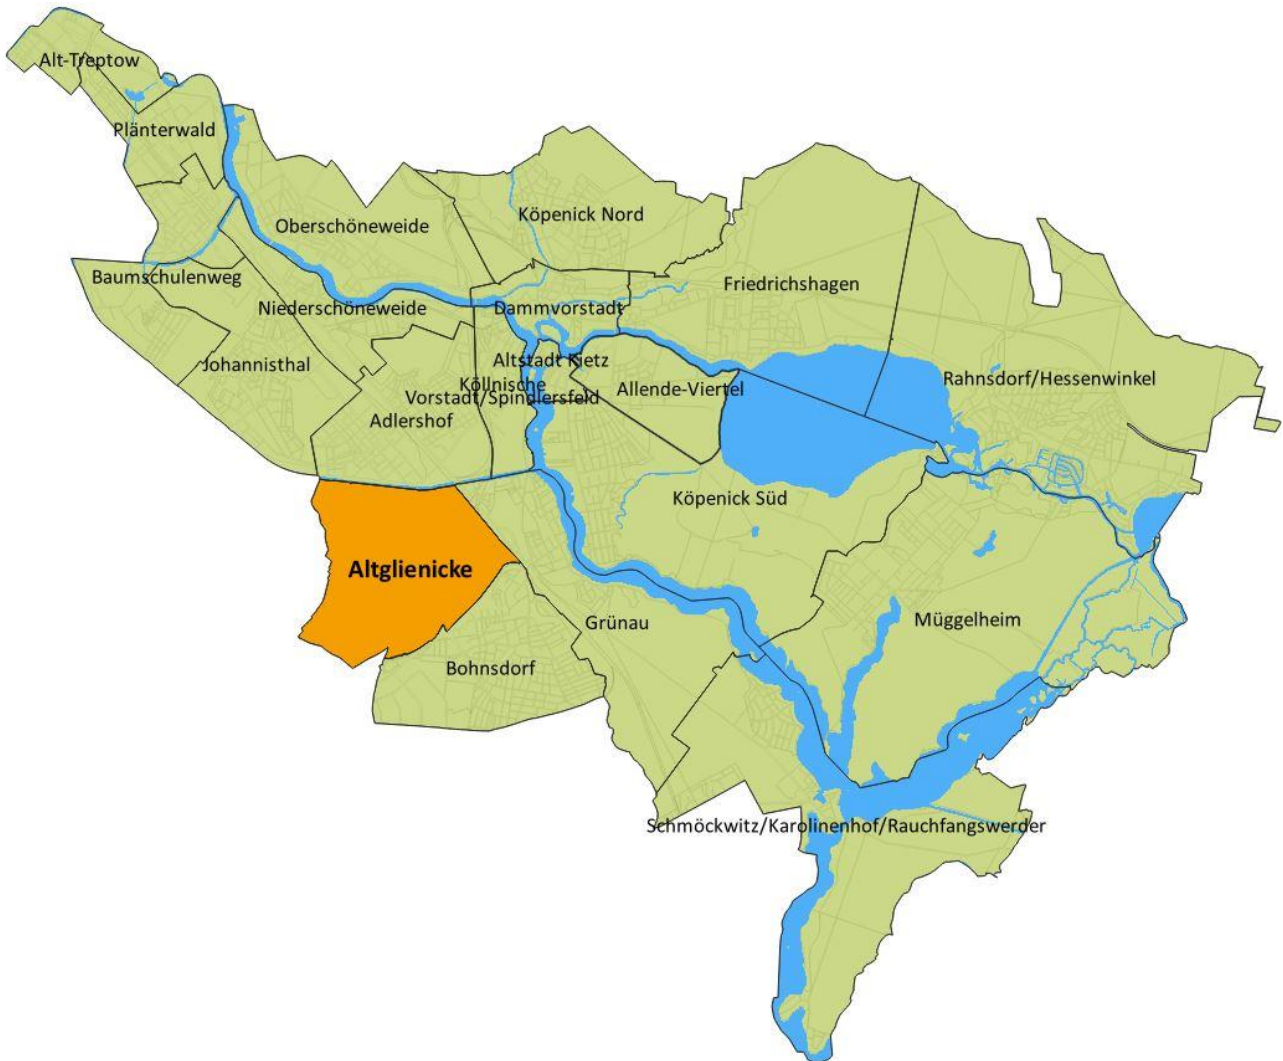 Alt-Treptow
Plänterwald
Oberschöneweide
Köpenick Nord
Baumschulenweg
Friedrichshagen
Niederschöneweide
Dammvorstadt
Johannisthal
Altstadt Kietz
Rahnsdorf/Hessenwinkel
Allende-Viertel
Köllnische
Vorstadt/Spindlersfeld
Adlershof
Köpenick Süd
Altglienicke
Grünau
Müggelheim
Bohnsdorf
Schmöckwitz/Karolinenhof/Rauchfangswerder